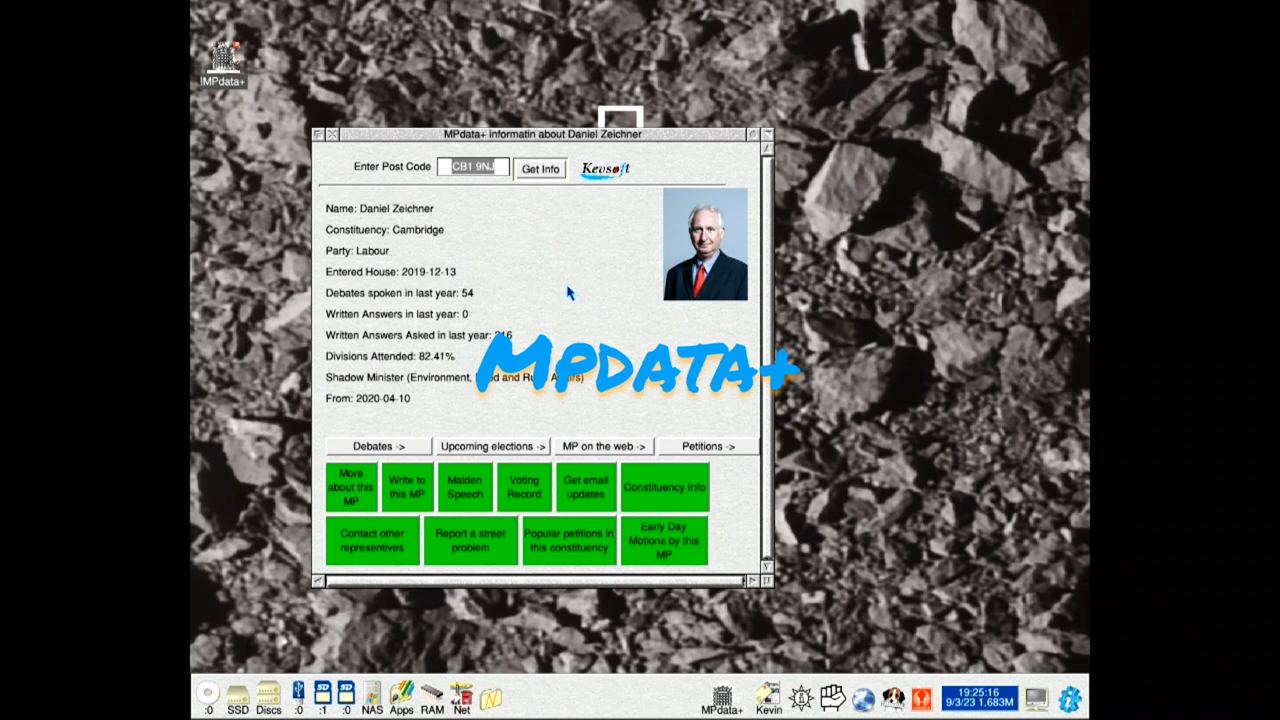 !MPdata+
MPdata+ informatin about Daniel Zeichner
Enter Post Code CB1 9NJ Get Info Kevsoft
Name: Daniel Zeichner
Constituency: Cambridge
Party: Labour
Entered House: 2019-12-13
Debates spoken in last year: 54
Written Answers in last year: 0
Written Answers Asked in last year:
Divisions Attended: 82.41%
MPDATA+
Shadow Minister (Environment, and
From: 2020-04-10
Debates -> Upcoming elections -> MP on the web -> Petitions ->
More about this MP
Write to this MP
Maiden Speech
Voting Record
Get email updates
Constituency Info
Contact other representives
Report a street problem
Popular petitions in this constituency
Early Day Motions by this MP
:0 SSD Discs :0 :1 :0 NAS Apps RAM Net MPdata+ Kevin
19:25:16
9/3/23 1,683M